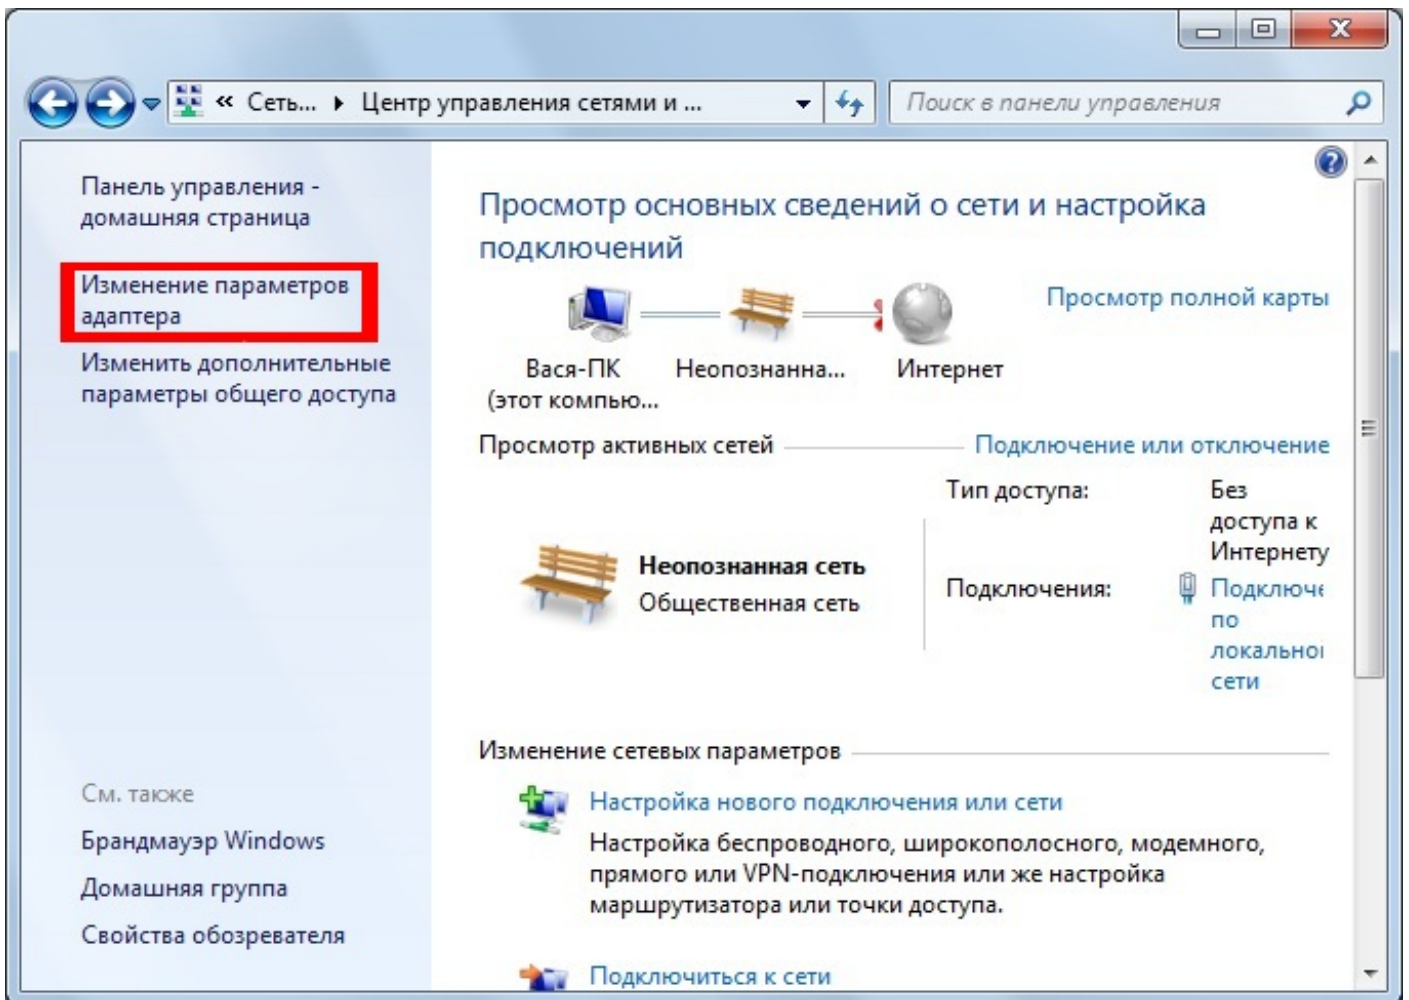 « Сеть... Центр управления сетями и ...
Поиск в панели управления
Панель управления -
домашняя страница
Изменение параметров
адаптера
Изменить дополнительные
параметры общего доступа
См. также
Брандмауэр Windows
Домашняя группа
Свойства обозревателя
Просмотр основных сведений о сети и настройка
подключений
Просмотр полной карты
Вася-ПК
(этот компью...
Неопознанна...
Интернет
Просмотр активных сетей
Подключение или отключение
Неопознанная сеть
Общественная сеть
Тип доступа:
Без
доступа к
Интернету
Подключения:
Подключе
по
локально
сети
Изменение сетевых параметров
Настройка нового подключения или сети
Настройка беспроводного, широкополосного, модемного,
прямого или VPN-подключения или же настройка
маршрутизатора или точки доступа.
Подключиться к сети